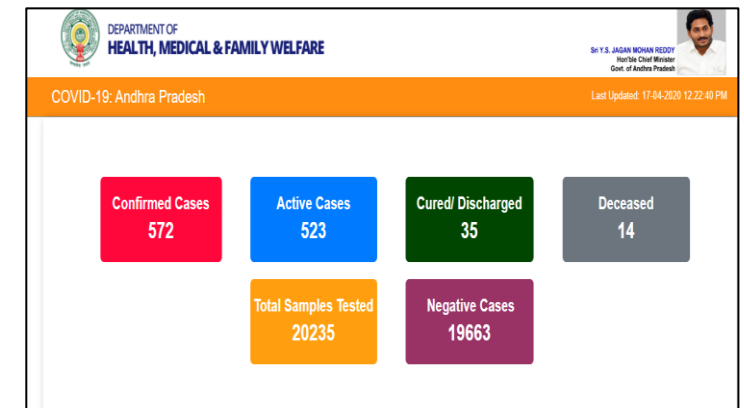 DEPARTMENT OF
HEALTH, MEDICAL & FAMILY WELFARE
Sri Y.S. JAGAN MOHAN REDDY
Hon'ble Chief Minister
Govt. of Andhra Pradesh
COVID-19: Andhra Pradesh
Last Updated: 17-04-2020 12:22:40 PM
Confirmed Cases
572
Active Cases
523
Cured/ Discharged
35
Deceased
14
Total Samples Tested
20235
Negative Cases
19663